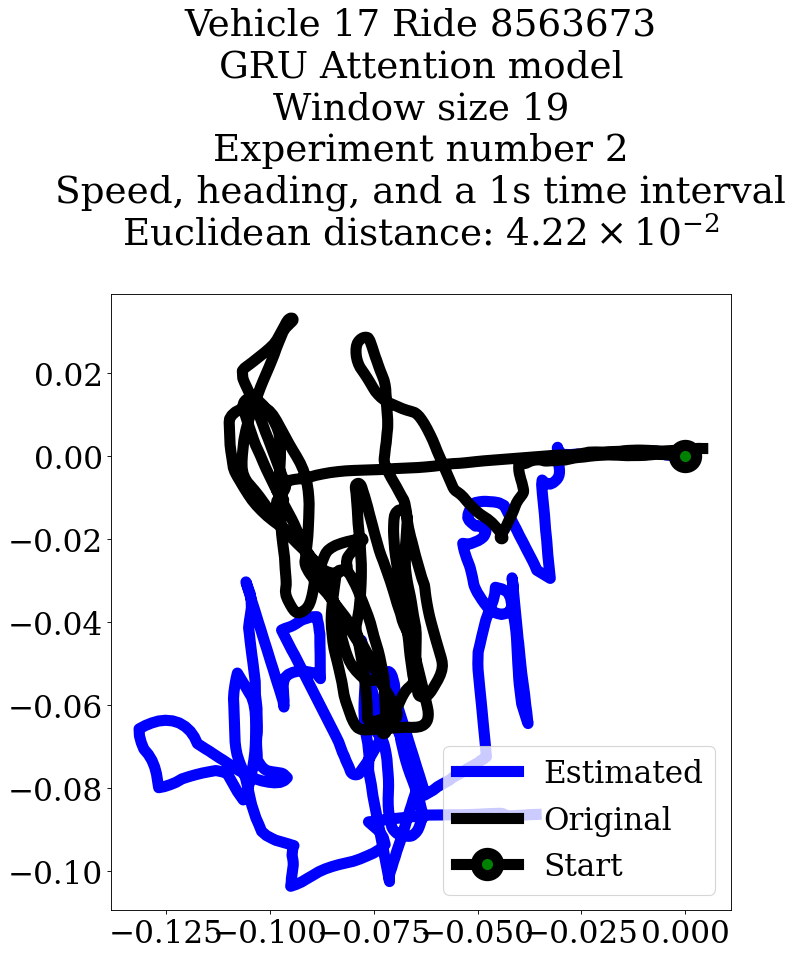 Vehicle 17 Ride 8563673
GRU Attention model
Window size 19
Experiment number 2
Speed, heading, and a 1s time interval
Euclidean distance: 4.22 × 10⁻²
0.02
0.00
−0.02
−0.04
−0.06
−0.08
−0.10
Estimated
Original
Start
−0.125 −0.100 −0.075 −0.050 −0.025 0.000